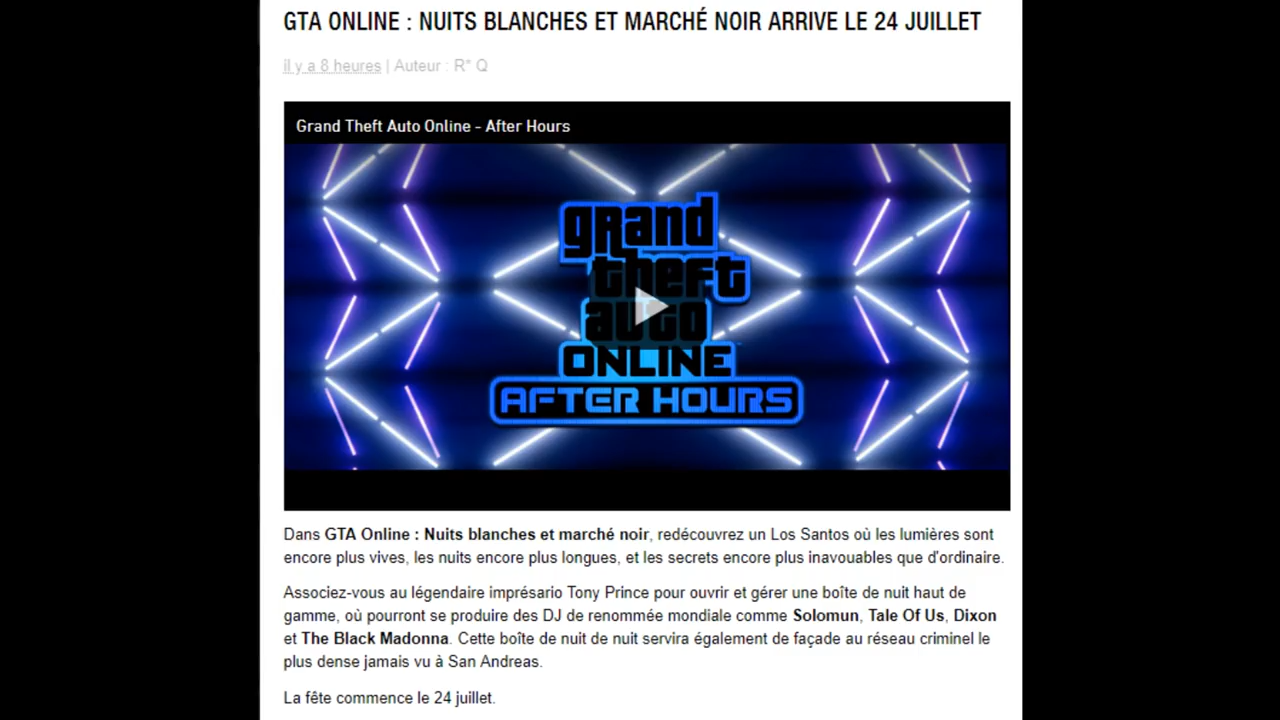 GTA ONLINE : NUITS BLANCHES ET MARCHÉ NOIR ARRIVE LE 24 JUILLET
il y a 8 heures | Auteur : R* Q
Grand Theft Auto Online - After Hours
grand
theft
auto
ONLINE
AFTER HOURS
Dans GTA Online : Nuits blanches et marché noir, redécouvrez un Los Santos où les lumières sont
encore plus vives, les nuits encore plus longues, et les secrets encore plus inavouables que d'ordinaire.
Associez-vous au légendaire imprésario Tony Prince pour ouvrir et gérer une boîte de nuit haut de
gamme, où pourront se produire des DJ de renommée mondiale comme Solomun, Tale Of Us, Dixon
et The Black Madonna. Cette boîte de nuit de nuit servira également de façade au réseau criminel le
plus dense jamais vu à San Andreas.
La fête commence le 24 juillet.